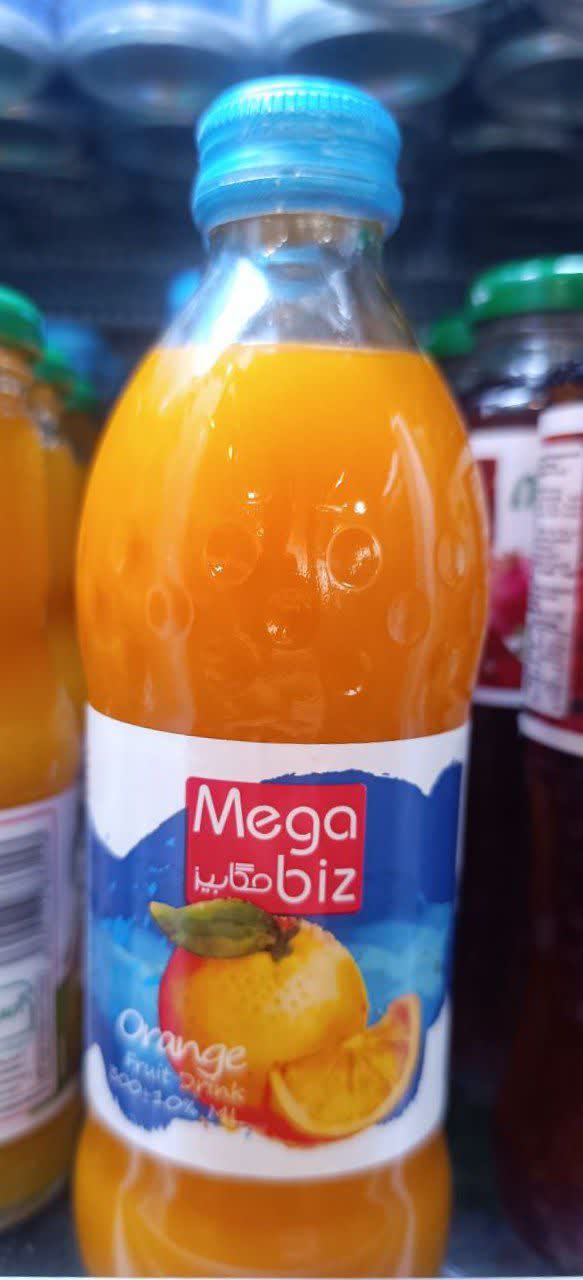 Mega
مگابیز biz
Orange
Fruit Drink
300±10% ML